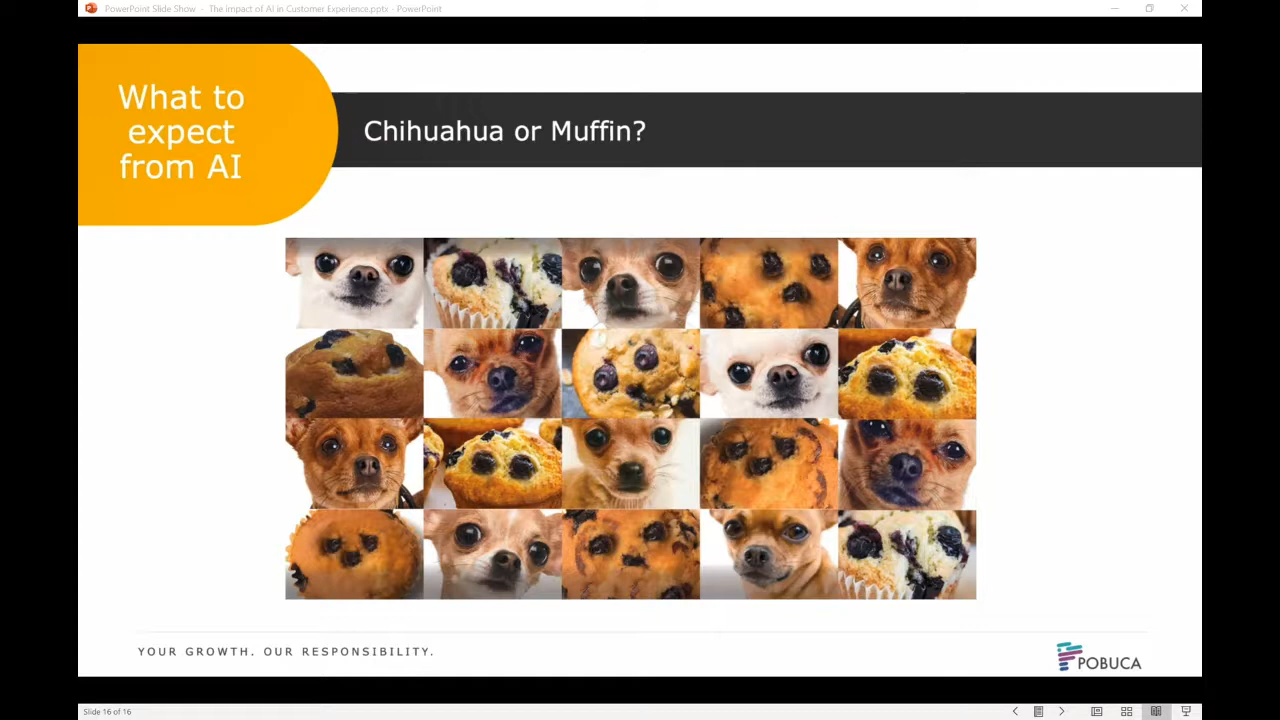 PowerPoint Slide Show - The impact of AI in Customer Experience.pptx - PowerPoint
What to
expect
from AI
Chihuahua or Muffin?
YOUR GROWTH. OUR RESPONSIBILITY.
POBUCA
Slide 16 of 16